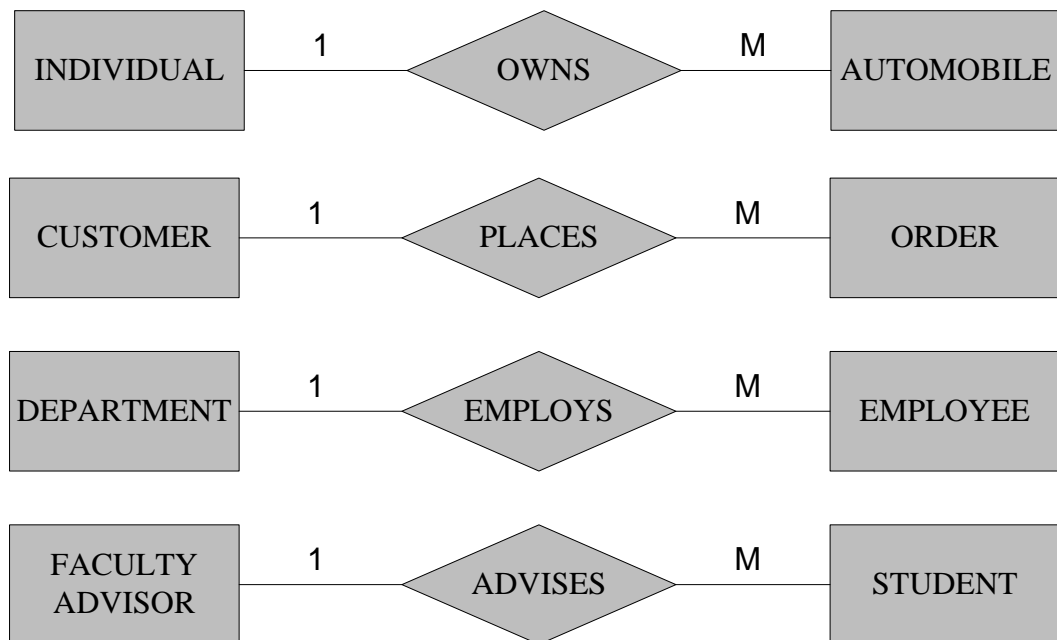 INDIVIDUAL 1 OWNS M AUTOMOBILE
CUSTOMER 1 PLACES M ORDER
DEPARTMENT 1 EMPLOYS M EMPLOYEE
FACULTY
ADVISOR 1 ADVISES M STUDENT